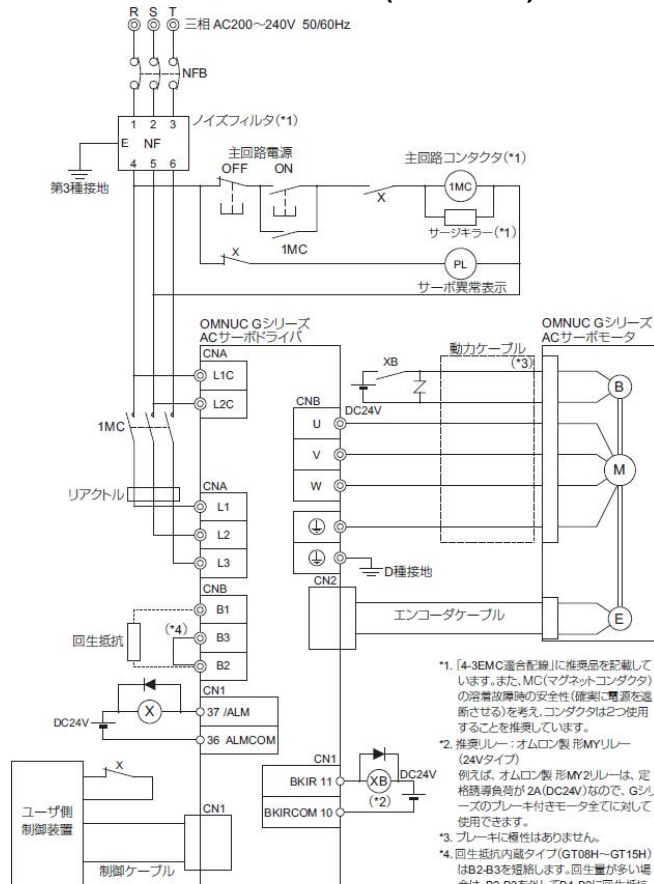 R S T
三相 AC200～240V 50/60Hz
NFB
ノイズフィルタ(*1)
1 2 3
E NF
4 5 6
第3種接地
主回路電源
OFF ON
主回路コンタクタ(*1)
1MC
X
サージキラー(*1)
1MC
X
PL
サーボ異常表示
OMNUC Gシリーズ
ACサーボドライバ
OMNUC Gシリーズ
ACサーボモータ
CNA
L1C
L2C
XB
動力ケーブル
(*3)
B
DC24V
CNB
U
V
W
M
1MC
リアクトル
CNA
L1
L2
L3
D種接地
CN2
エンコーダケーブル
E
CNB
B1
B3
B2
(*4)
回生抵抗
CN1
X
DC24V
37 /ALM
36 ALMCOM
CN1
BKIR 11
XB
DC24V
(*2)
BKIRCOM 10
X
ユーザ側
制御装置
CN1
制御ケーブル
*1. 「4-3EMC適合配線」に推奨品を記載して
います。また、MC(マグネットコンダクタ)
の溶着故障時の安全性(確実に電源を遮
断させる)を考え、コンダクタは2つ使用
することを推奨しています。
*2. 推奨リレー：オムロン製 形MYリレー
(24Vタイプ)
例えば、オムロン製 形MY2リレーは、定
格誘導負荷が 2A(DC24V)なので、Gシリ
ーズのブレーキ付きモータ全てに対して
使用できます。
*3. ブレーキに極性はありません。
*4. 回生抵抗内蔵タイプ(GT08H～GT15H)
はB2-B3を短絡します。回生量が多い場